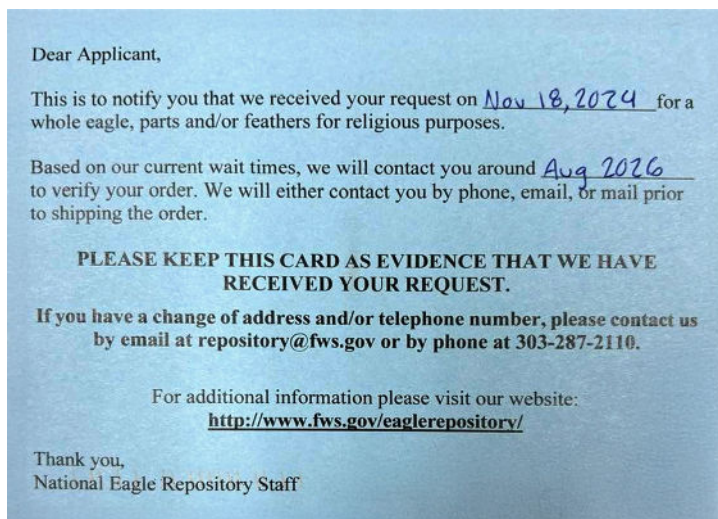 Dear Applicant,
This is to notify you that we received your request on Nov 18, 2024 for a
whole eagle, parts and/or feathers for religious purposes.
Based on our current wait times, we will contact you around Aug 2026
to verify your order. We will either contact you by phone, email, or mail prior
to shipping the order.
PLEASE KEEP THIS CARD AS EVIDENCE THAT WE HAVE
RECEIVED YOUR REQUEST.
If you have a change of address and/or telephone number, please contact us
by email at repository@fws.gov or by phone at 303-287-2110.
For additional information please visit our website:
http://www.fws.gov/eaglerepository/
Thank you,
National Eagle Repository Staff